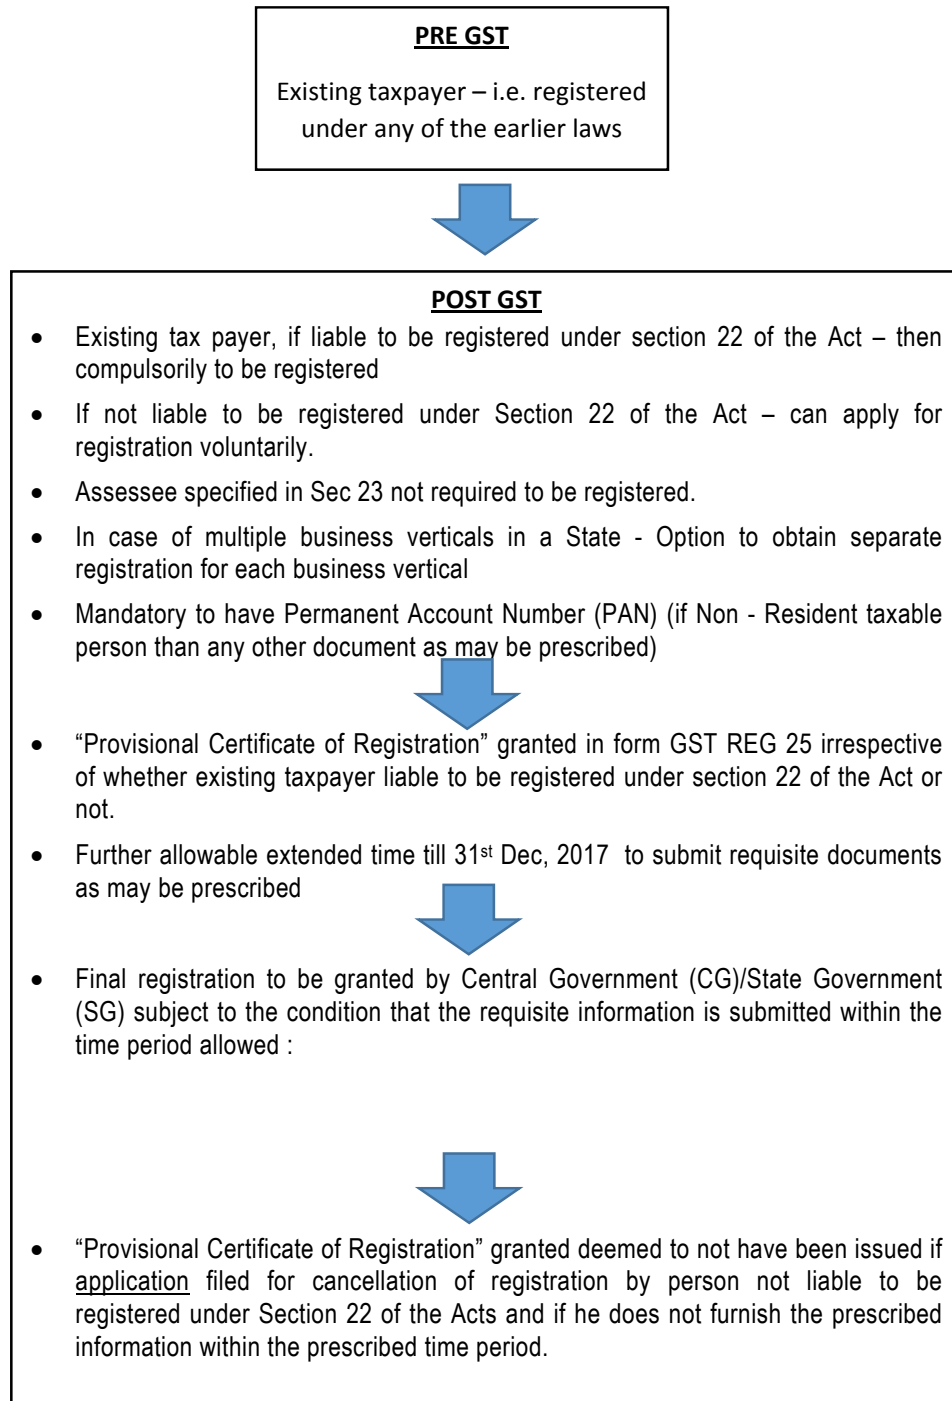 PRE GST
Existing taxpayer – i.e. registered
under any of the earlier laws
POST GST
• Existing tax payer, if liable to be registered under section 22 of the Act – then
compulsorily to be registered
• If not liable to be registered under Section 22 of the Act – can apply for
registration voluntarily.
• Assessee specified in Sec 23 not required to be registered.
• In case of multiple business verticals in a State - Option to obtain separate
registration for each business vertical
• Mandatory to have Permanent Account Number (PAN) (if Non - Resident taxable
person than any other document as may be prescribed)
• “Provisional Certificate of Registration” granted in form GST REG 25 irrespective
of whether existing taxpayer liable to be registered under section 22 of the Act or
not.
• Further allowable extended time till 31st Dec, 2017 to submit requisite documents
as may be prescribed
• Final registration to be granted by Central Government (CG)/State Government
(SG) subject to the condition that the requisite information is submitted within the
time period allowed :
• “Provisional Certificate of Registration” granted deemed to not have been issued if
application filed for cancellation of registration by person not liable to be
registered under Section 22 of the Acts and if he does not furnish the prescribed
information within the prescribed time period.